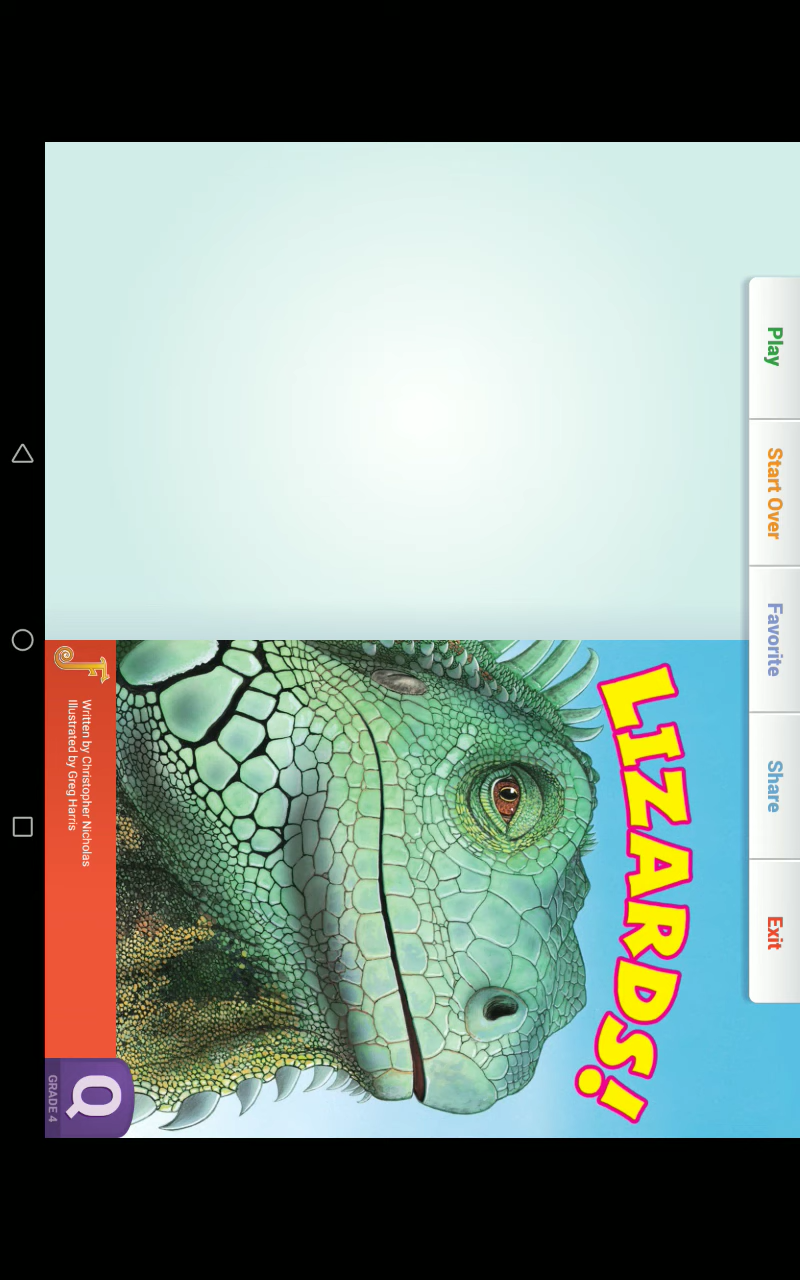 Play
Start Over
Favorite
Share
Exit
LIZARDS!
Written by Christopher Nicholas
Illustrated by Greg Harris
Q
GRADE 4